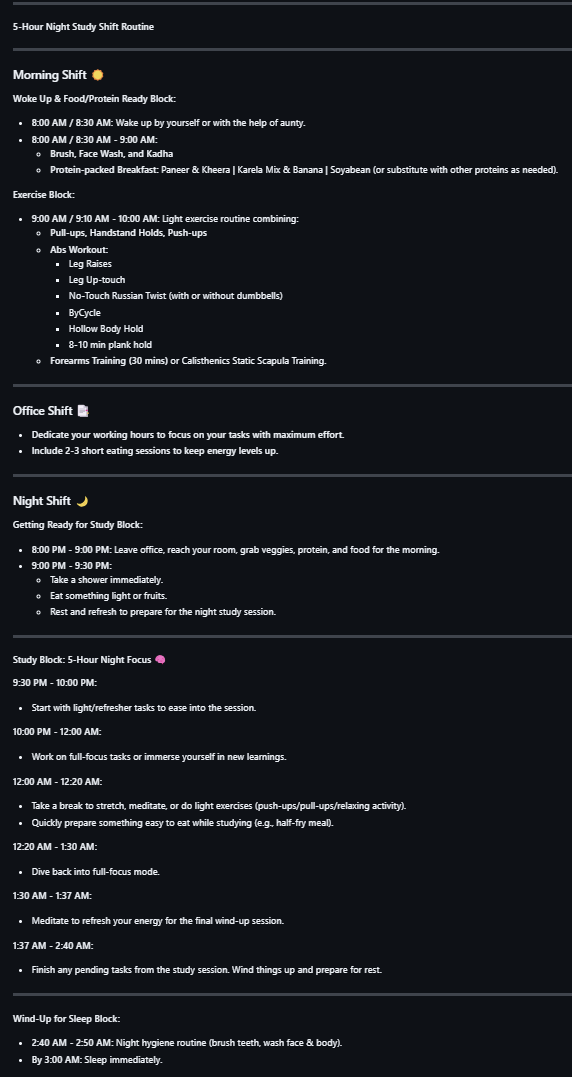 5-Hour Night Study Shift Routine
Morning Shift ☀️
Woke Up & Food/Protein Ready Block:
• 8:00 AM / 8:30 AM: Wake up by yourself or with the help of aunty.
• 8:00 AM / 8:30 AM - 9:00 AM:
◦ Brush, Face Wash, and Kadha
◦ Protein-packed Breakfast: Paneer & Kheera | Karela Mix & Banana | Soyabean (or substitute with other proteins as needed).
Exercise Block:
• 9:00 AM / 9:10 AM - 10:00 AM: Light exercise routine combining:
◦ Pull-ups, Handstand Holds, Push-ups
◦ Abs Workout:
▪ Leg Raises
▪ Leg Up-touch
▪ No-Touch Russian Twist (with or without dumbbells)
▪ ByCycle
▪ Hollow Body Hold
▪ 8-10 min plank hold
◦ Forearms Training (30 mins) or Calisthenics Static Scapula Training.
Office Shift 📑
• Dedicate your working hours to focus on your tasks with maximum effort.
• Include 2-3 short eating sessions to keep energy levels up.
Night Shift 🌙
Getting Ready for Study Block:
• 8:00 PM - 9:00 PM: Leave office, reach your room, grab veggies, protein, and food for the morning.
• 9:00 PM - 9:30 PM:
◦ Take a shower immediately.
◦ Eat something light or fruits.
◦ Rest and refresh to prepare for the night study session.
Study Block: 5-Hour Night Focus 🧠
9:30 PM - 10:00 PM:
• Start with light/refresher tasks to ease into the session.
10:00 PM - 12:00 AM:
• Work on full-focus tasks or immerse yourself in new learnings.
12:00 AM - 12:20 AM:
• Take a break to stretch, meditate, or do light exercises (push-ups/pull-ups/relaxing activity).
• Quickly prepare something easy to eat while studying (e.g., half-fry meal).
12:20 AM - 1:30 AM:
• Dive back into full-focus mode.
1:30 AM - 1:37 AM:
• Meditate to refresh your energy for the final wind-up session.
1:37 AM - 2:40 AM:
• Finish any pending tasks from the study session. Wind things up and prepare for rest.
Wind-Up for Sleep Block:
• 2:40 AM - 2:50 AM: Night hygiene routine (brush teeth, wash face & body).
• By 3:00 AM: Sleep immediately.